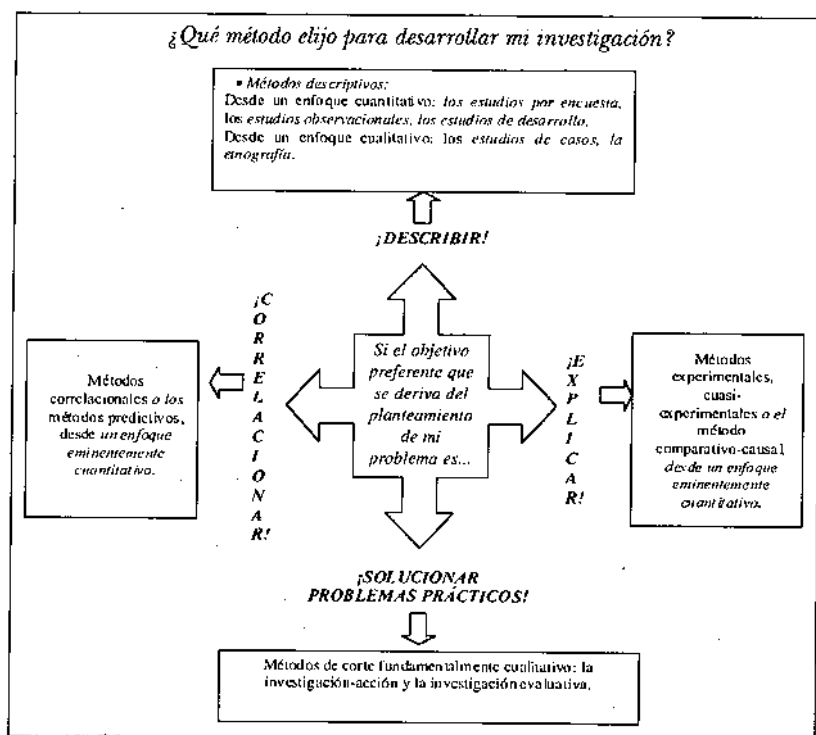 ¿Qué método elijo para desarrollar mi investigación?
• Métodos descriptivos:
Desde un enfoque cuantitativo: los estudios por encuesta,
los estudios observacionales, los estudios de desarrollo.
Desde un enfoque cualitativo: los estudios de casos, la
etnografía.
¡DESCRIBIR!
¡CORRELACIONAR!
Métodos
correlacionales o los
métodos predictivos,
desde un enfoque
eminentemente
cuantitativo.
Si el objetivo
preferente que
se deriva del
planteamiento
de mi
problema es...
¡EXPLICAR!
Métodos
experimentales,
cuasi-
experimentales o el
método
comparativo-causal
desde un enfoque
eminentemente
cuantitativo.
¡SOLUCIONAR
PROBLEMAS PRÁCTICOS!
Métodos de corte fundamentalmente cualitativo: la
investigación-acción y la investigación evaluativa.